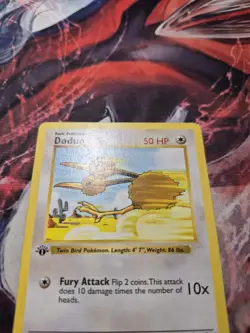 Basic Pokémon
Doduo 50 HP
Twin Bird Pokémon. Length: 4' 7", Weight: 86 lbs.
Fury Attack Flip 2 coins. This attack
does 10 damage times the number of
heads.
10x